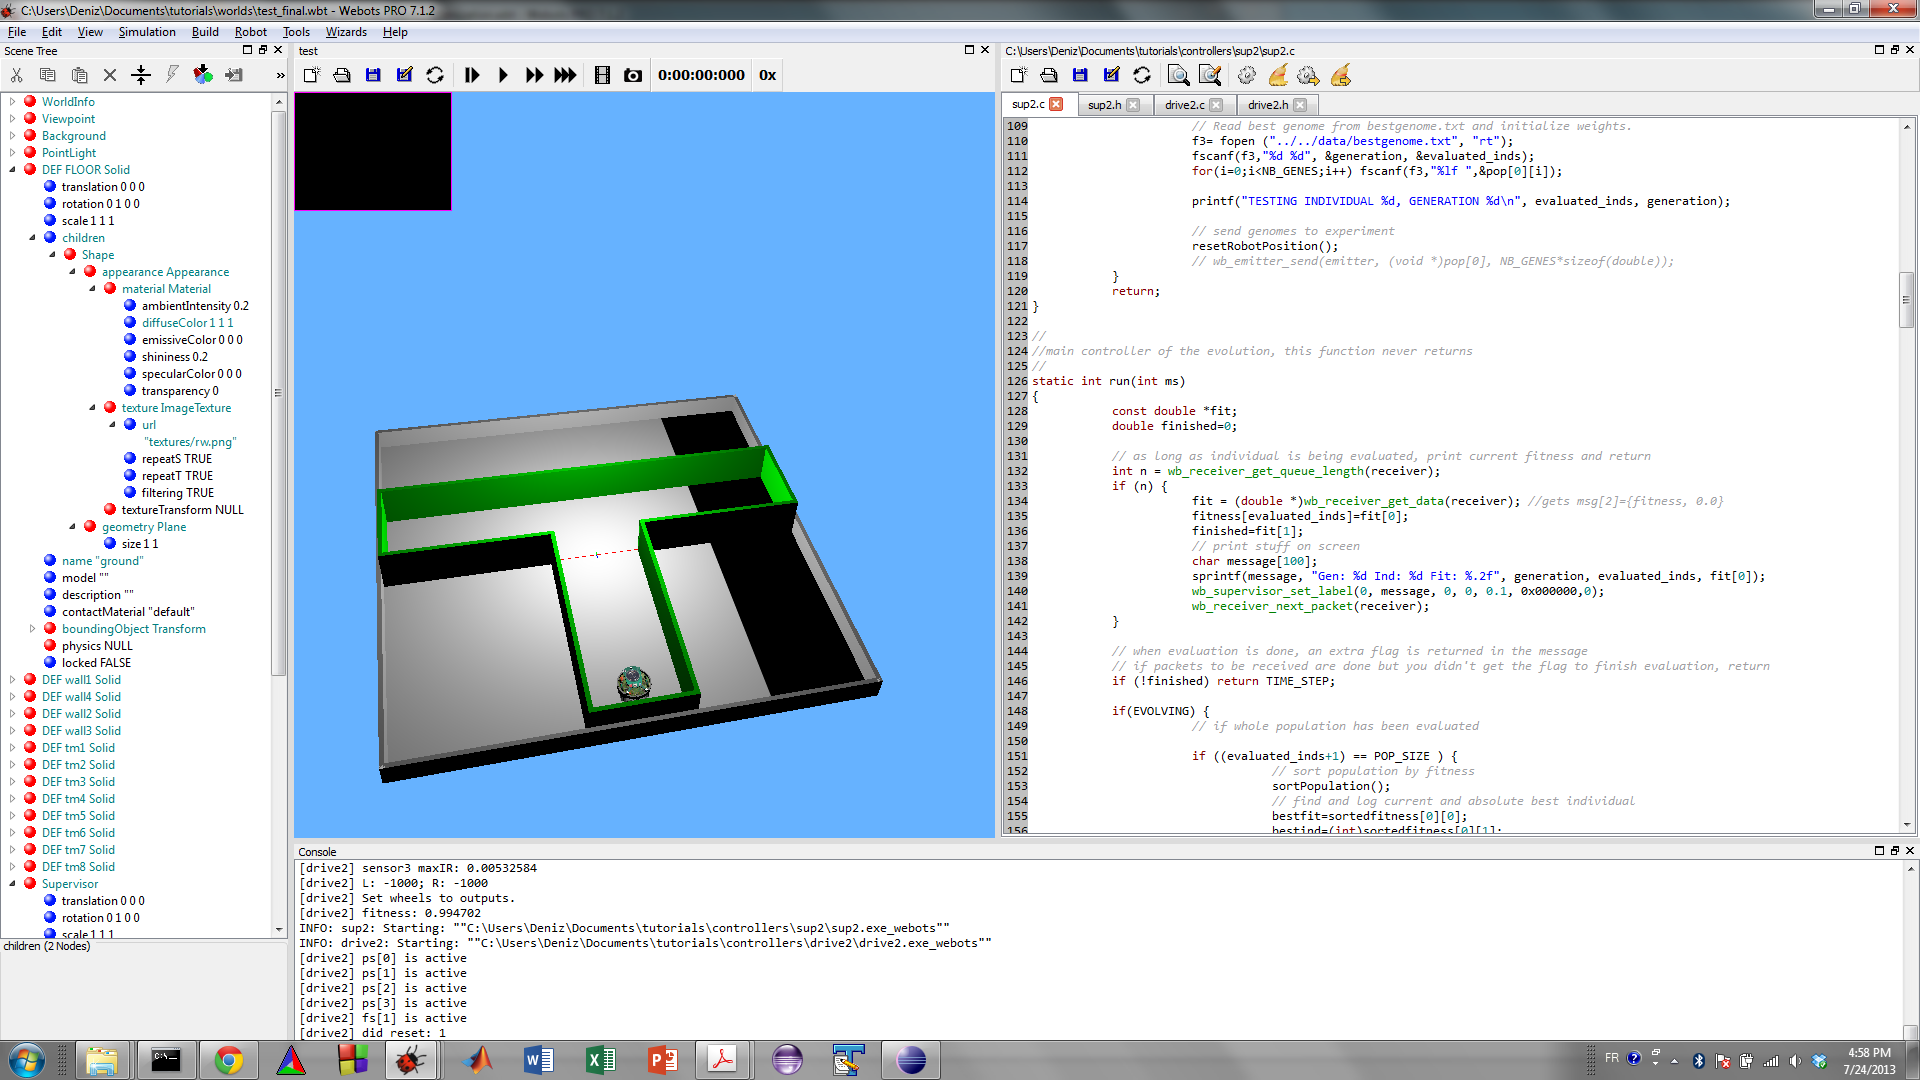 C:\Users\Deniz\Documents\tutorials\worlds\test_final.wbt - Webots PRO 7.1.2
File Edit View Simulation Build Robot Tools Wizards Help
Scene Tree
»
WorldInfo
Viewpoint
Background
PointLight
DEF FLOOR Solid
translation 0 0 0
rotation 0 1 0 0
scale 1 1 1
children
Shape
appearance Appearance
material Material
ambientIntensity 0.2
diffuseColor 1 1 1
emissiveColor 0 0 0
shininess 0.2
specularColor 0 0 0
transparency 0
texture ImageTexture
url
"textures/rw.png"
repeatS TRUE
repeatT TRUE
filtering TRUE
textureTransform NULL
geometry Plane
size 1 1
name "ground"
model ""
description ""
contactMaterial "default"
boundingObject Transform
physics NULL
locked FALSE
DEF wall1 Solid
DEF wall4 Solid
DEF wall2 Solid
DEF wall3 Solid
DEF tm1 Solid
DEF tm2 Solid
DEF tm3 Solid
DEF tm4 Solid
DEF tm5 Solid
DEF tm6 Solid
DEF tm7 Solid
DEF tm8 Solid
Supervisor
translation 0 0 0
rotation 0 1 0 0
scale 1 1 1
children (2 Nodes)
test
0:00:00:000 0x
C:\Users\Deniz\Documents\tutorials\controllers\sup2\sup2.c
sup2.c sup2.h drive2.c drive2.h
109 // Read best genome from bestgenome.txt and initialize weights.
110 f3= fopen ("../../data/bestgenome.txt", "rt");
111 fscanf(f3,"%d %d", &generation, &evaluated_inds);
112 for(i=0;i<NB_GENES;i++) fscanf(f3,"%lf ",&pop[0][i]);
113
114 printf("TESTING INDIVIDUAL %d, GENERATION %d\n", evaluated_inds, generation);
115
116 // send genomes to experiment
117 resetRobotPosition();
118 // wb_emitter_send(emitter, (void *)pop[0], NB_GENES*sizeof(double));
119 }
120 return;
121 }
122
123 //
124 //main controller of the evolution, this function never returns
125 //
126 static int run(int ms)
127 {
128 const double *fit;
129 double finished=0;
130
131 // as long as individual is being evaluated, print current fitness and return
132 int n = wb_receiver_get_queue_length(receiver);
133 if (n) {
134 fit = (double *)wb_receiver_get_data(receiver); //gets msg[2]={fitness, 0.0}
135 fitness[evaluated_inds]=fit[0];
136 finished=fit[1];
137 // print stuff on screen
138 char message[100];
139 sprintf(message, "Gen: %d Ind: %d Fit: %.2f", generation, evaluated_inds, fit[0]);
140 wb_supervisor_set_label(0, message, 0, 0, 0.1, 0x000000,0);
141 wb_receiver_next_packet(receiver);
142 }
143
144 // when evaluation is done, an extra flag is returned in the message
145 // if packets to be received are done but you didn't get the flag to finish evaluation, return
146 if (!finished) return TIME_STEP;
147
148 if(EVOLVING) {
149 // if whole population has been evaluated
150
151 if ((evaluated_inds+1) == POP_SIZE ) {
152 // sort population by fitness
153 sortPopulation();
154 // find and log current and absolute best individual
155 bestfit=sortedfitness[0][0];
156 bestind=(int)sortedfitness[0][1];
Console
[drive2] sensor3 maxIR: 0.00532584
[drive2] L: -1000; R: -1000
[drive2] Set wheels to outputs.
[drive2] fitness: 0.994702
INFO: sup2: Starting: ""C:\Users\Deniz\Documents\tutorials\controllers\sup2\sup2.exe_webots""
INFO: drive2: Starting: ""C:\Users\Deniz\Documents\tutorials\controllers\drive2\drive2.exe_webots""
[drive2] ps[0] is active
[drive2] ps[1] is active
[drive2] ps[2] is active
[drive2] ps[3] is active
[drive2] fs[1] is active
[drive2] did reset: 1
FR
4:58 PM
7/24/2013